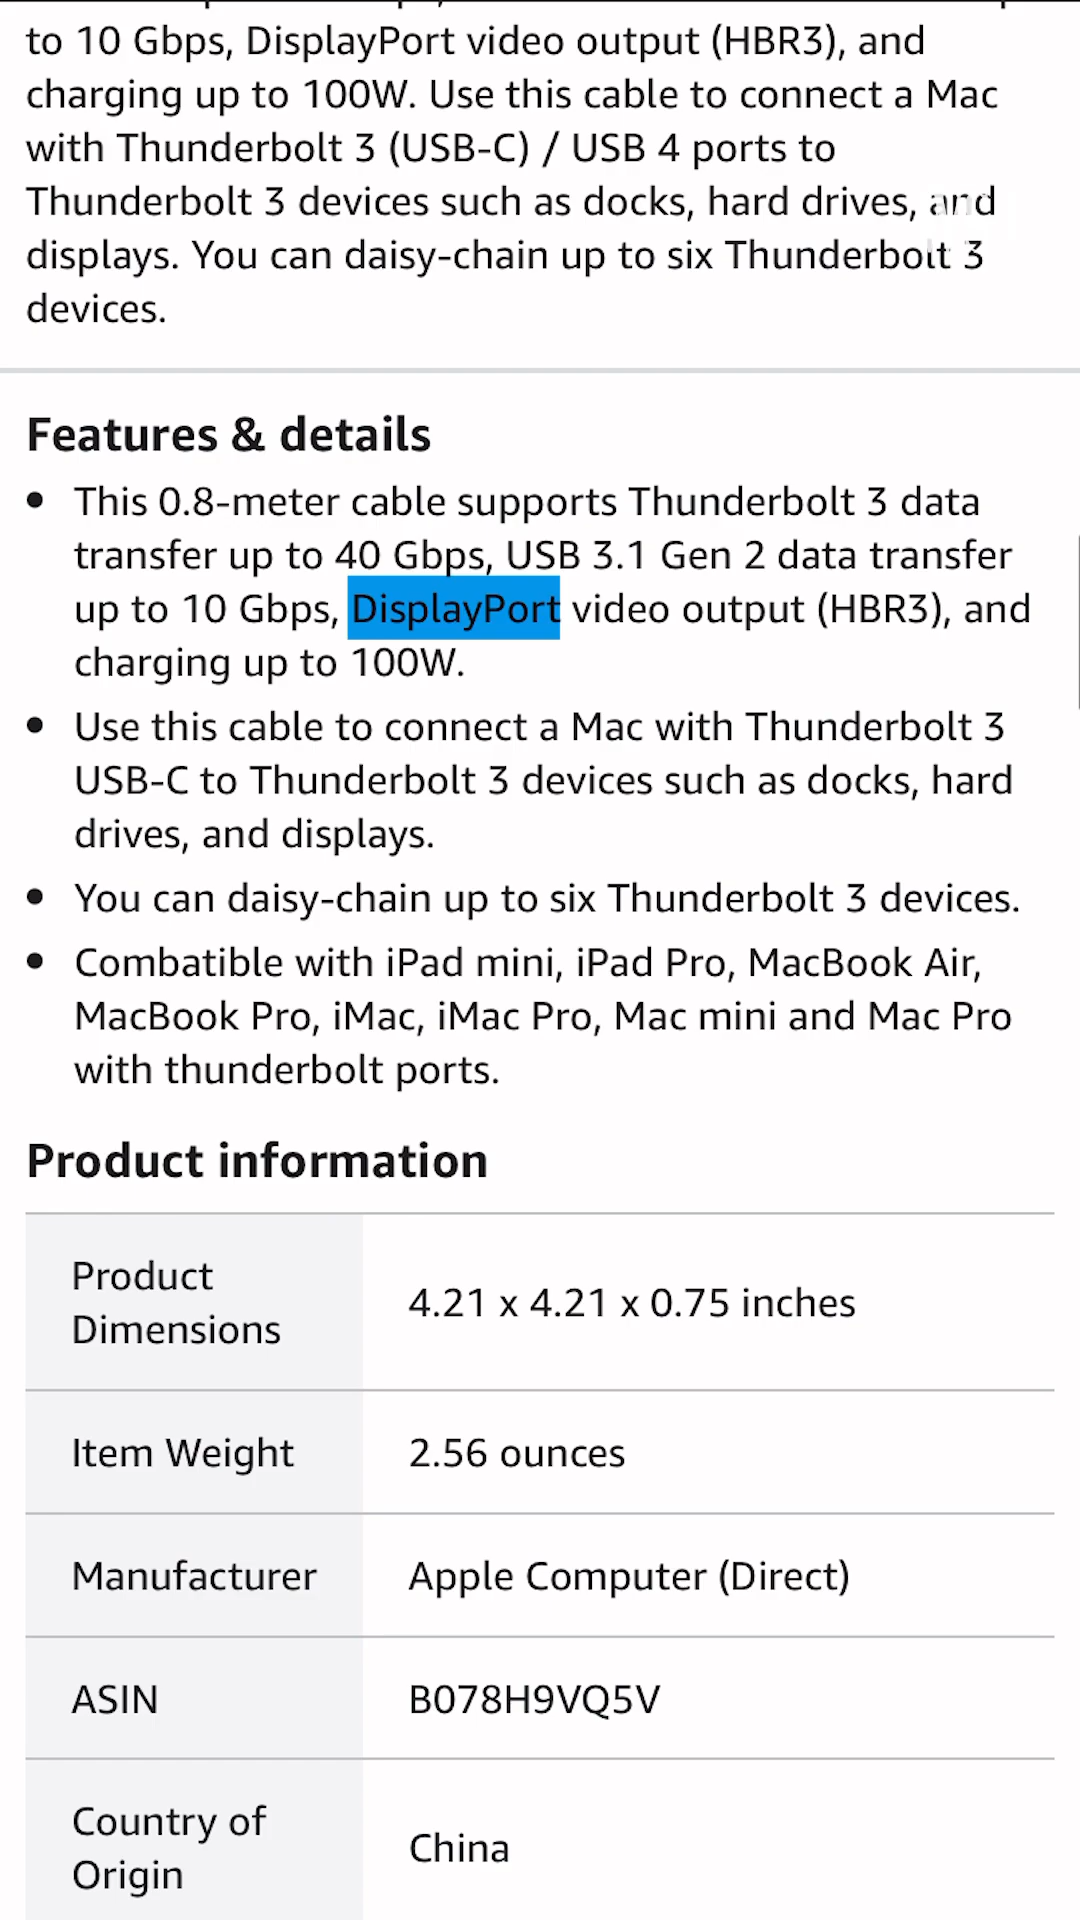 to 10 Gbps, DisplayPort video output (HBR3), and
charging up to 100W. Use this cable to connect a Mac
with Thunderbolt 3 (USB-C) / USB 4 ports to
Thunderbolt 3 devices such as docks, hard drives, and
displays. You can daisy-chain up to six Thunderbolt 3
devices.
Features & details
• This 0.8-meter cable supports Thunderbolt 3 data
transfer up to 40 Gbps, USB 3.1 Gen 2 data transfer
up to 10 Gbps, DisplayPort video output (HBR3), and
charging up to 100W.
• Use this cable to connect a Mac with Thunderbolt 3
USB-C to Thunderbolt 3 devices such as docks, hard
drives, and displays.
• You can daisy-chain up to six Thunderbolt 3 devices.
• Combatible with iPad mini, iPad Pro, MacBook Air,
MacBook Pro, iMac, iMac Pro, Mac mini and Mac Pro
with thunderbolt ports.
Product information
Product
Dimensions
4.21 x 4.21 x 0.75 inches
Item Weight
2.56 ounces
Manufacturer
Apple Computer (Direct)
ASIN
B078H9VQ5V
Country of
Origin
China